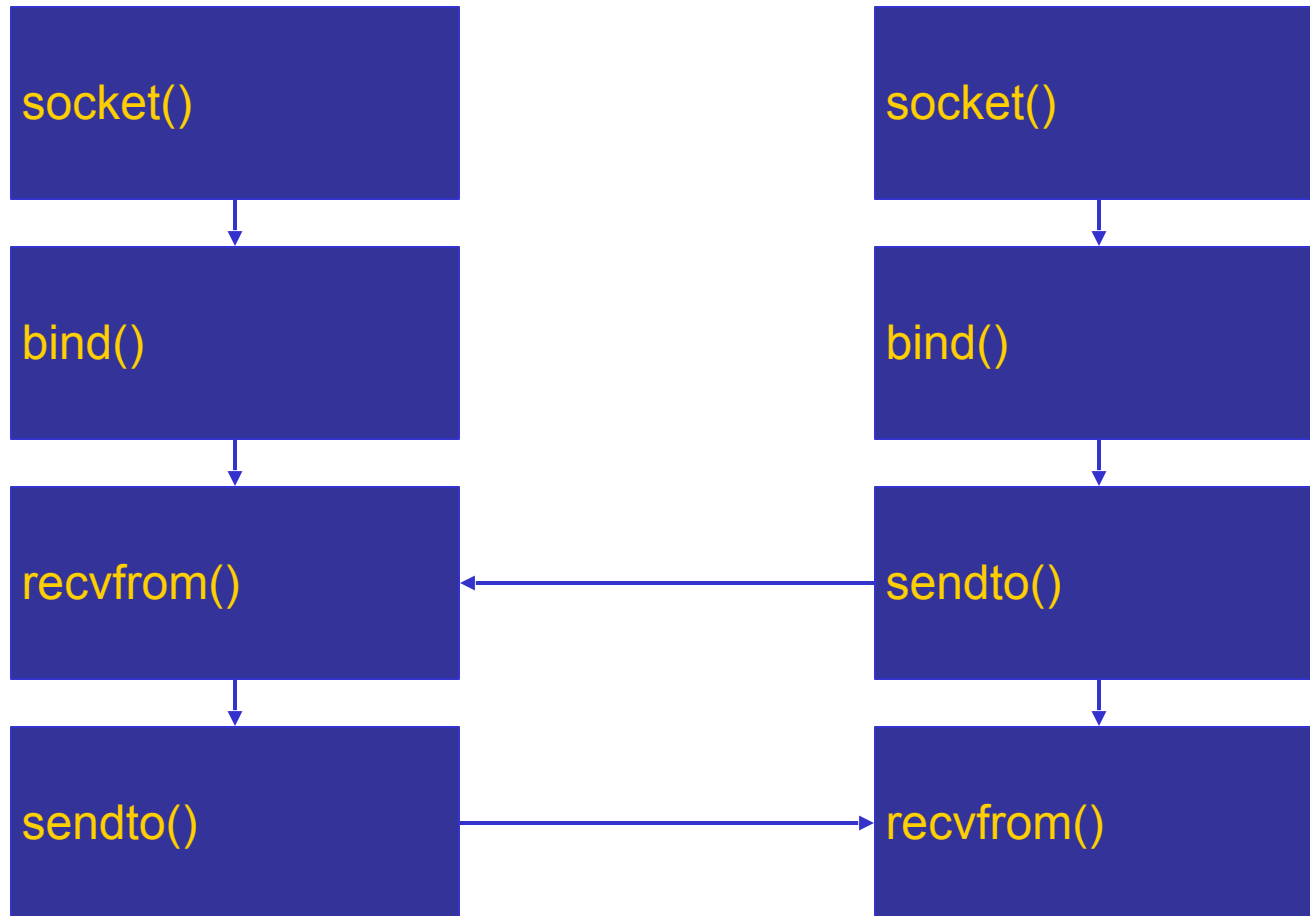 socket()
socket()
bind()
bind()
recvfrom()
sendto()
sendto()
recvfrom()